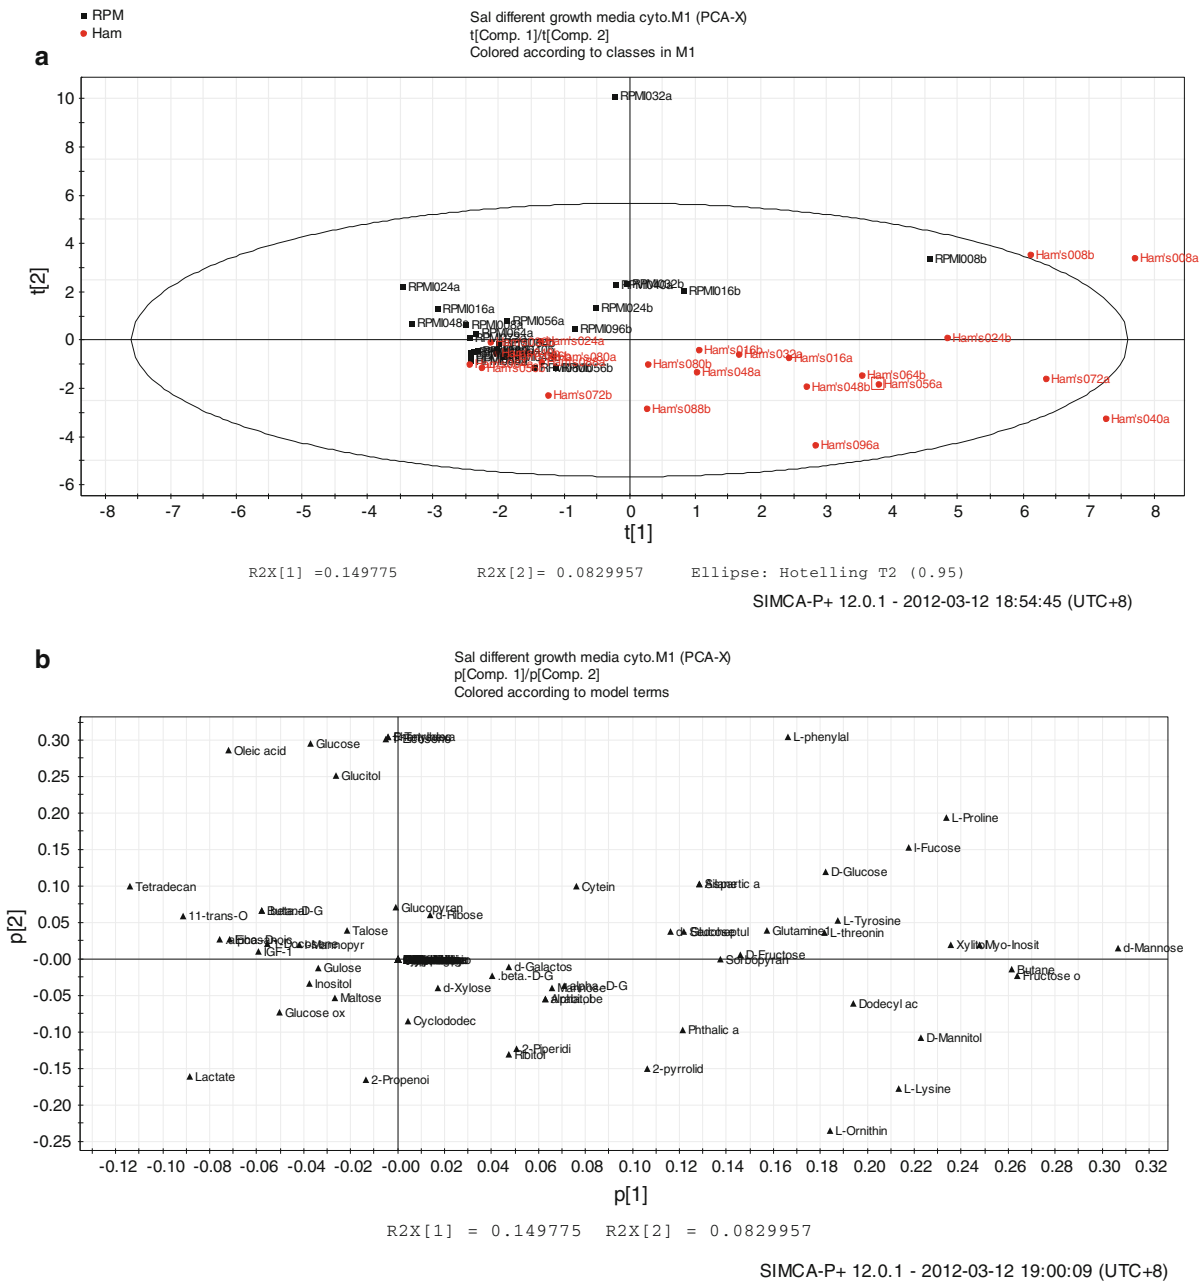 RPM
Ham
Sal different growth media cyto.M1 (PCA-X)
t[Comp. 1]/t[Comp. 2]
Colored according to classes in M1
a
10
8
6
4
2
0
-2
-4
-6
t[2]
RPMI032a
RPMI008b
Ham's008b
Ham's008a
RPMI024a
RPMI032b
RPMI040a
RPMI016b
RPMI016a
RPMI024b
RPMI048a
RPMI008a
RPMI056a
RPMI096b
RPMI064a
Ham's024a
Ham's024b
Ham's016b
Ham's032a
Ham's016a
Ham's080a
Ham's080b
Ham's048a
Ham's064b
Ham's056a
Ham's048b
Ham's072a
Ham's072b
Ham's088b
Ham's040a
Ham's096a
-8 -7 -6 -5 -4 -3 -2 -1 0 1 2 3 4 5 6 7 8
t[1]
R2X[1] =0.149775 R2X[2]= 0.0829957 Ellipse: Hotelling T2 (0.95)
SIMCA-P+ 12.0.1 - 2012-03-12 18:54:45 (UTC+8)
b
Sal different growth media cyto.M1 (PCA-X)
p[Comp. 1]/p[Comp. 2]
Colored according to model terms
0.30
0.25
0.20
0.15
0.10
0.05
-0.00
-0.05
-0.10
-0.15
-0.20
-0.25
p[2]
Oleic acid
Glucose
Glucitol
L-phenylal
L-Proline
l-Fucose
D-Glucose
Tetradecan
Cytein
Aspartic a
11-trans-O
Glucopyran
d-Ribose
L-Tyrosine
Talose
Glutamine1
L-threonin
IGF-1
D-Fructose
Sorbopyran
Xylitol
Myo-Inosit
d-Mannose
Gulose
d-Galactos
Butane
Fructose o
Inositol
.beta.-D-G
alpha.-D-G
Mannose
d-Xylose
Maltose
Dodecyl ac
Glucose ox
Cyclododec
Phthalic a
D-Mannitol
2-Piperidi
Ribitol
2-pyrrolid
Lactate
2-Propenoi
L-Lysine
L-Ornithin
-0.12 -0.10 -0.08 -0.06 -0.04 -0.02 -0.00 0.02 0.04 0.06 0.08 0.10 0.12 0.14 0.16 0.18 0.20 0.22 0.24 0.26 0.28 0.30 0.32
p[1]
R2X[1] = 0.149775 R2X[2] = 0.0829957
SIMCA-P+ 12.0.1 - 2012-03-12 19:00:09 (UTC+8)